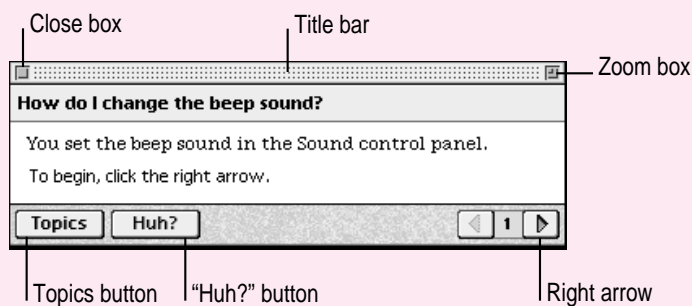 Close box
Title bar
Zoom box
How do I change the beep sound?
You set the beep sound in the Sound control panel.
To begin, click the right arrow.
Topics Huh? 1
Topics button "Huh?" button Right arrow